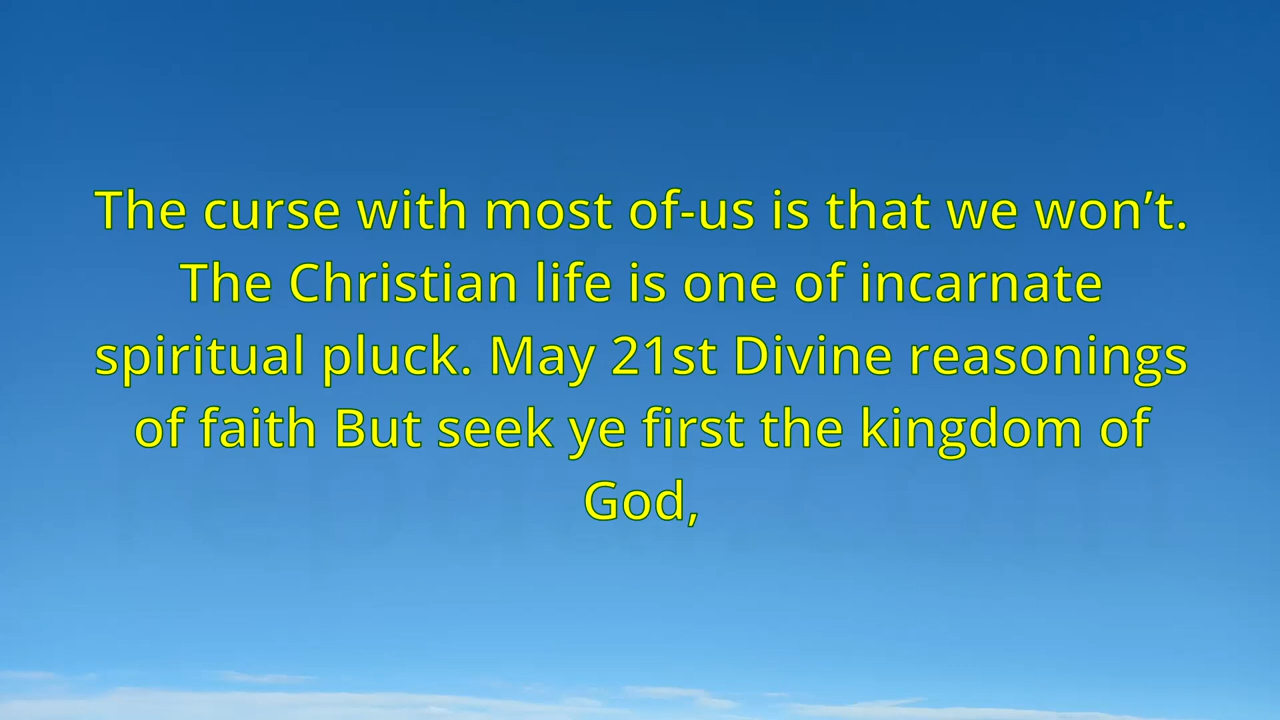 The curse with most of-us is that we won’t.
The Christian life is one of incarnate
spiritual pluck. May 21st Divine reasonings
of faith But seek ye first the kingdom of
God,